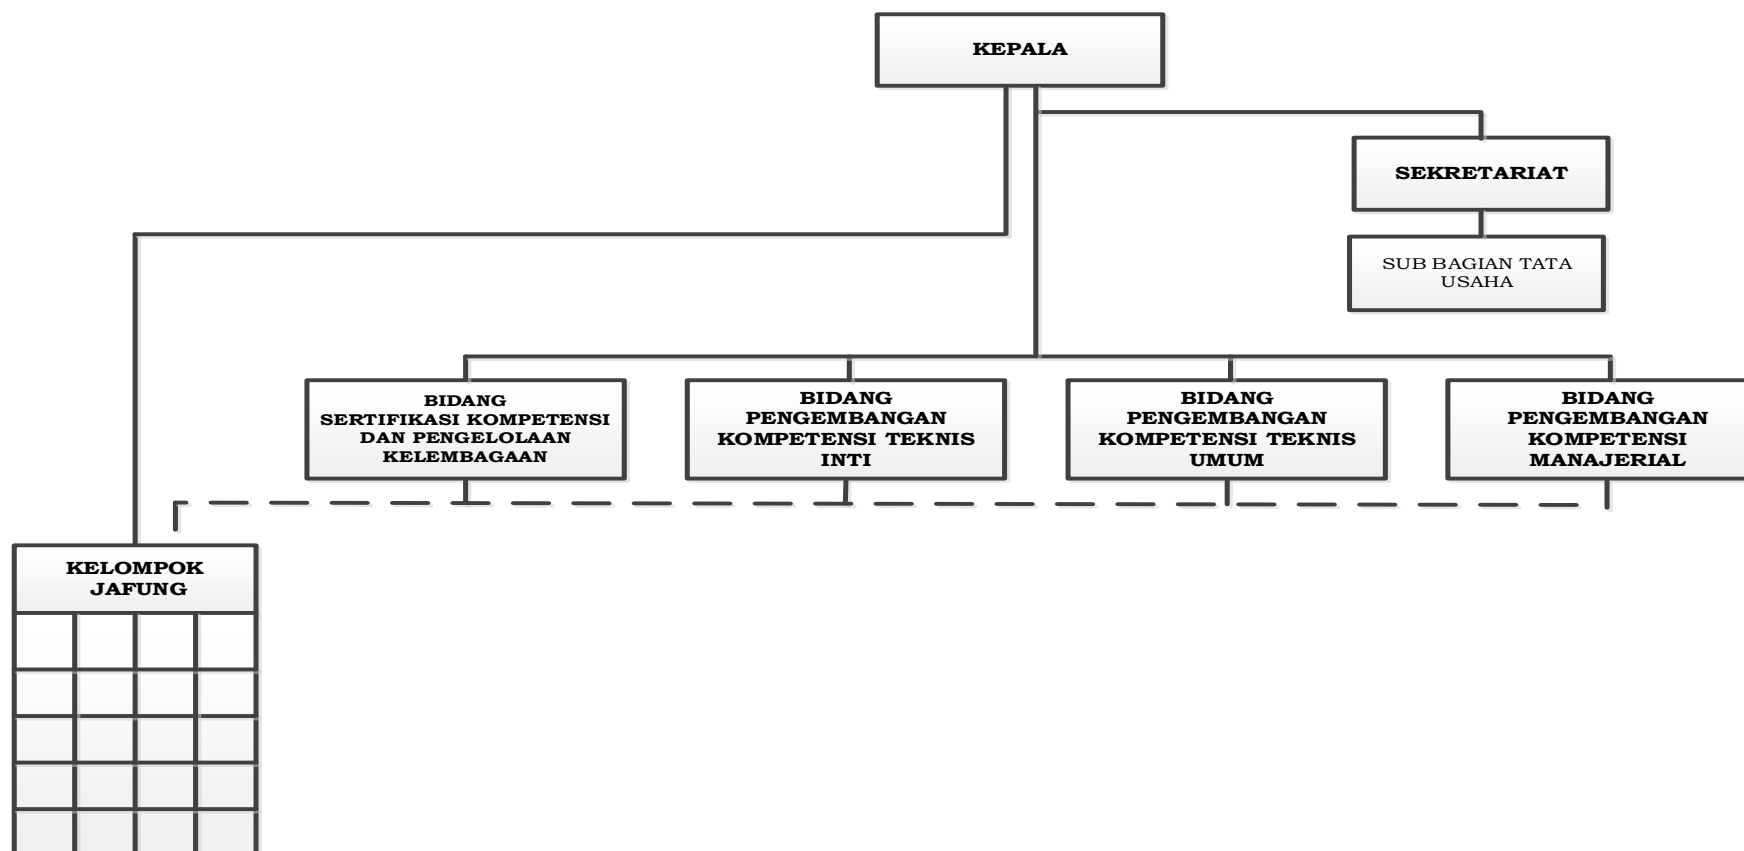 KEPALA
SEKRETARIAT
SUB BAGIAN TATA
USAHA
BIDANG
SERTIFIKASI KOMPETENSI
DAN PENGELOLAAN
KELEMBAGAAN
BIDANG
PENGEMBANGAN
KOMPETENSI TEKNIS
INTI
BIDANG
PENGEMBANGAN
KOMPETENSI TEKNIS
UMUM
BIDANG
PENGEMBANGAN
KOMPETENSI
MANAJERIAL
KELOMPOK
JAFUNG